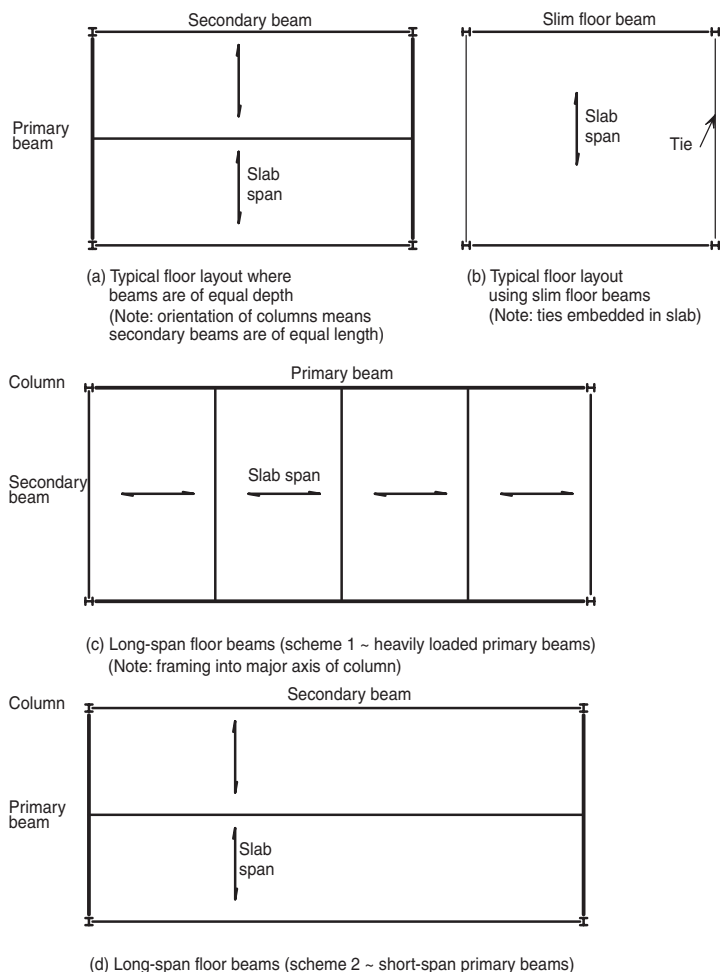 Secondary beam
Primary
beam
Slab
span
(a) Typical floor layout where
beams are of equal depth
(Note: orientation of columns means
secondary beams are of equal length)
Slim floor beam
Slab
span
Tie
(b) Typical floor layout
using slim floor beams
(Note: ties embedded in slab)
Column
Primary beam
Secondary
beam
Slab span
(c) Long-span floor beams (scheme 1 ~ heavily loaded primary beams)
(Note: framing into major axis of column)
Column
Secondary beam
Primary
beam
Slab
span
(d) Long-span floor beams (scheme 2 ~ short-span primary beams)